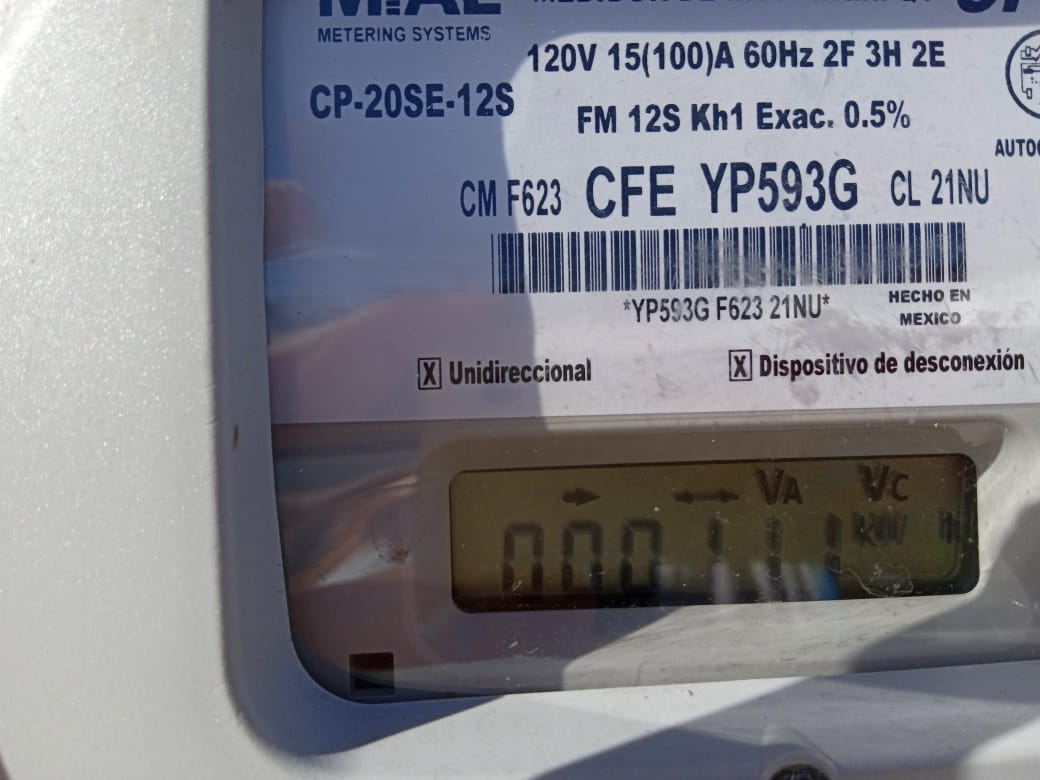 METERING SYSTEMS
120V 15(100)A 60Hz 2F 3H 2E
CP-20SE-12S
FM 12S Kh1 Exac. 0.5%
CM F623 CFE YP593G CL 21NU
*YP593G F623 21NU*
HECHO EN
MEXICO
X Unidireccional
X Dispositivo de desconexión
VA VC
000111 kW h